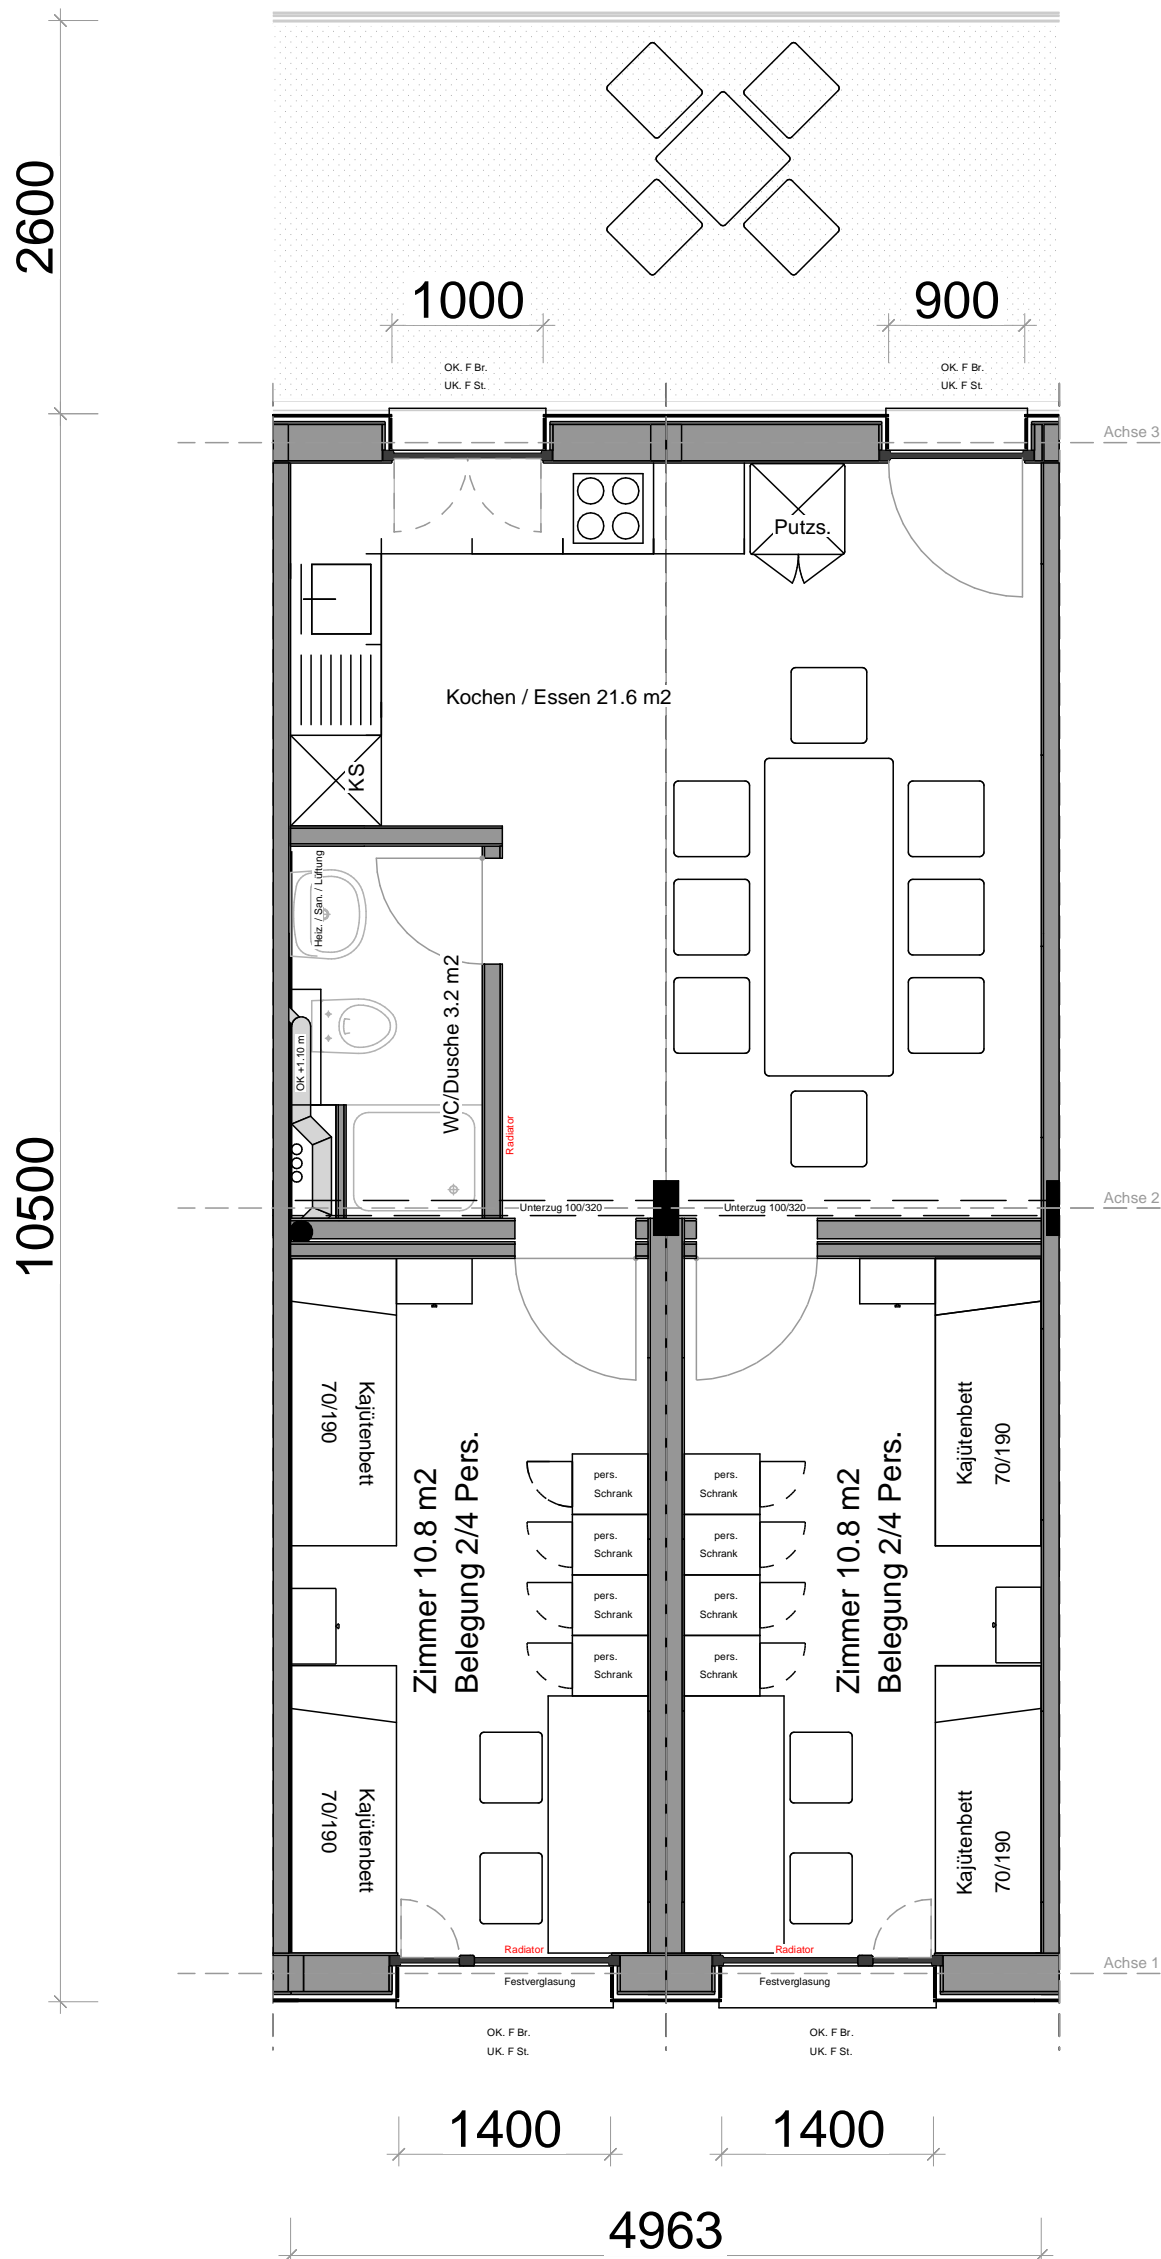 2600
1000
900
OK. F Br.
UK. F St.
OK. F Br.
UK. F St.
Achse 3
Putzs.
Kochen / Essen 21.6 m2
KS
Heiz. / San. / Lüftung
WC/Dusche 3.2 m2
OK +1.10 m
Radiator
10500
Achse 2
Unterzug 100/320
Unterzug 100/320
Kajütenbett
70/190
Kajütenbett
70/190
Zimmer 10.8 m2
Belegung 2/4 Pers.
pers.
Schrank
pers.
Schrank
pers.
Schrank
pers.
Schrank
pers.
Schrank
pers.
Schrank
pers.
Schrank
pers.
Schrank
Zimmer 10.8 m2
Belegung 2/4 Pers.
Kajütenbett
70/190
Kajütenbett
70/190
Radiator
Radiator
Achse 1
Festverglasung
Festverglasung
OK. F Br.
UK. F St.
OK. F Br.
UK. F St.
1400
1400
4963